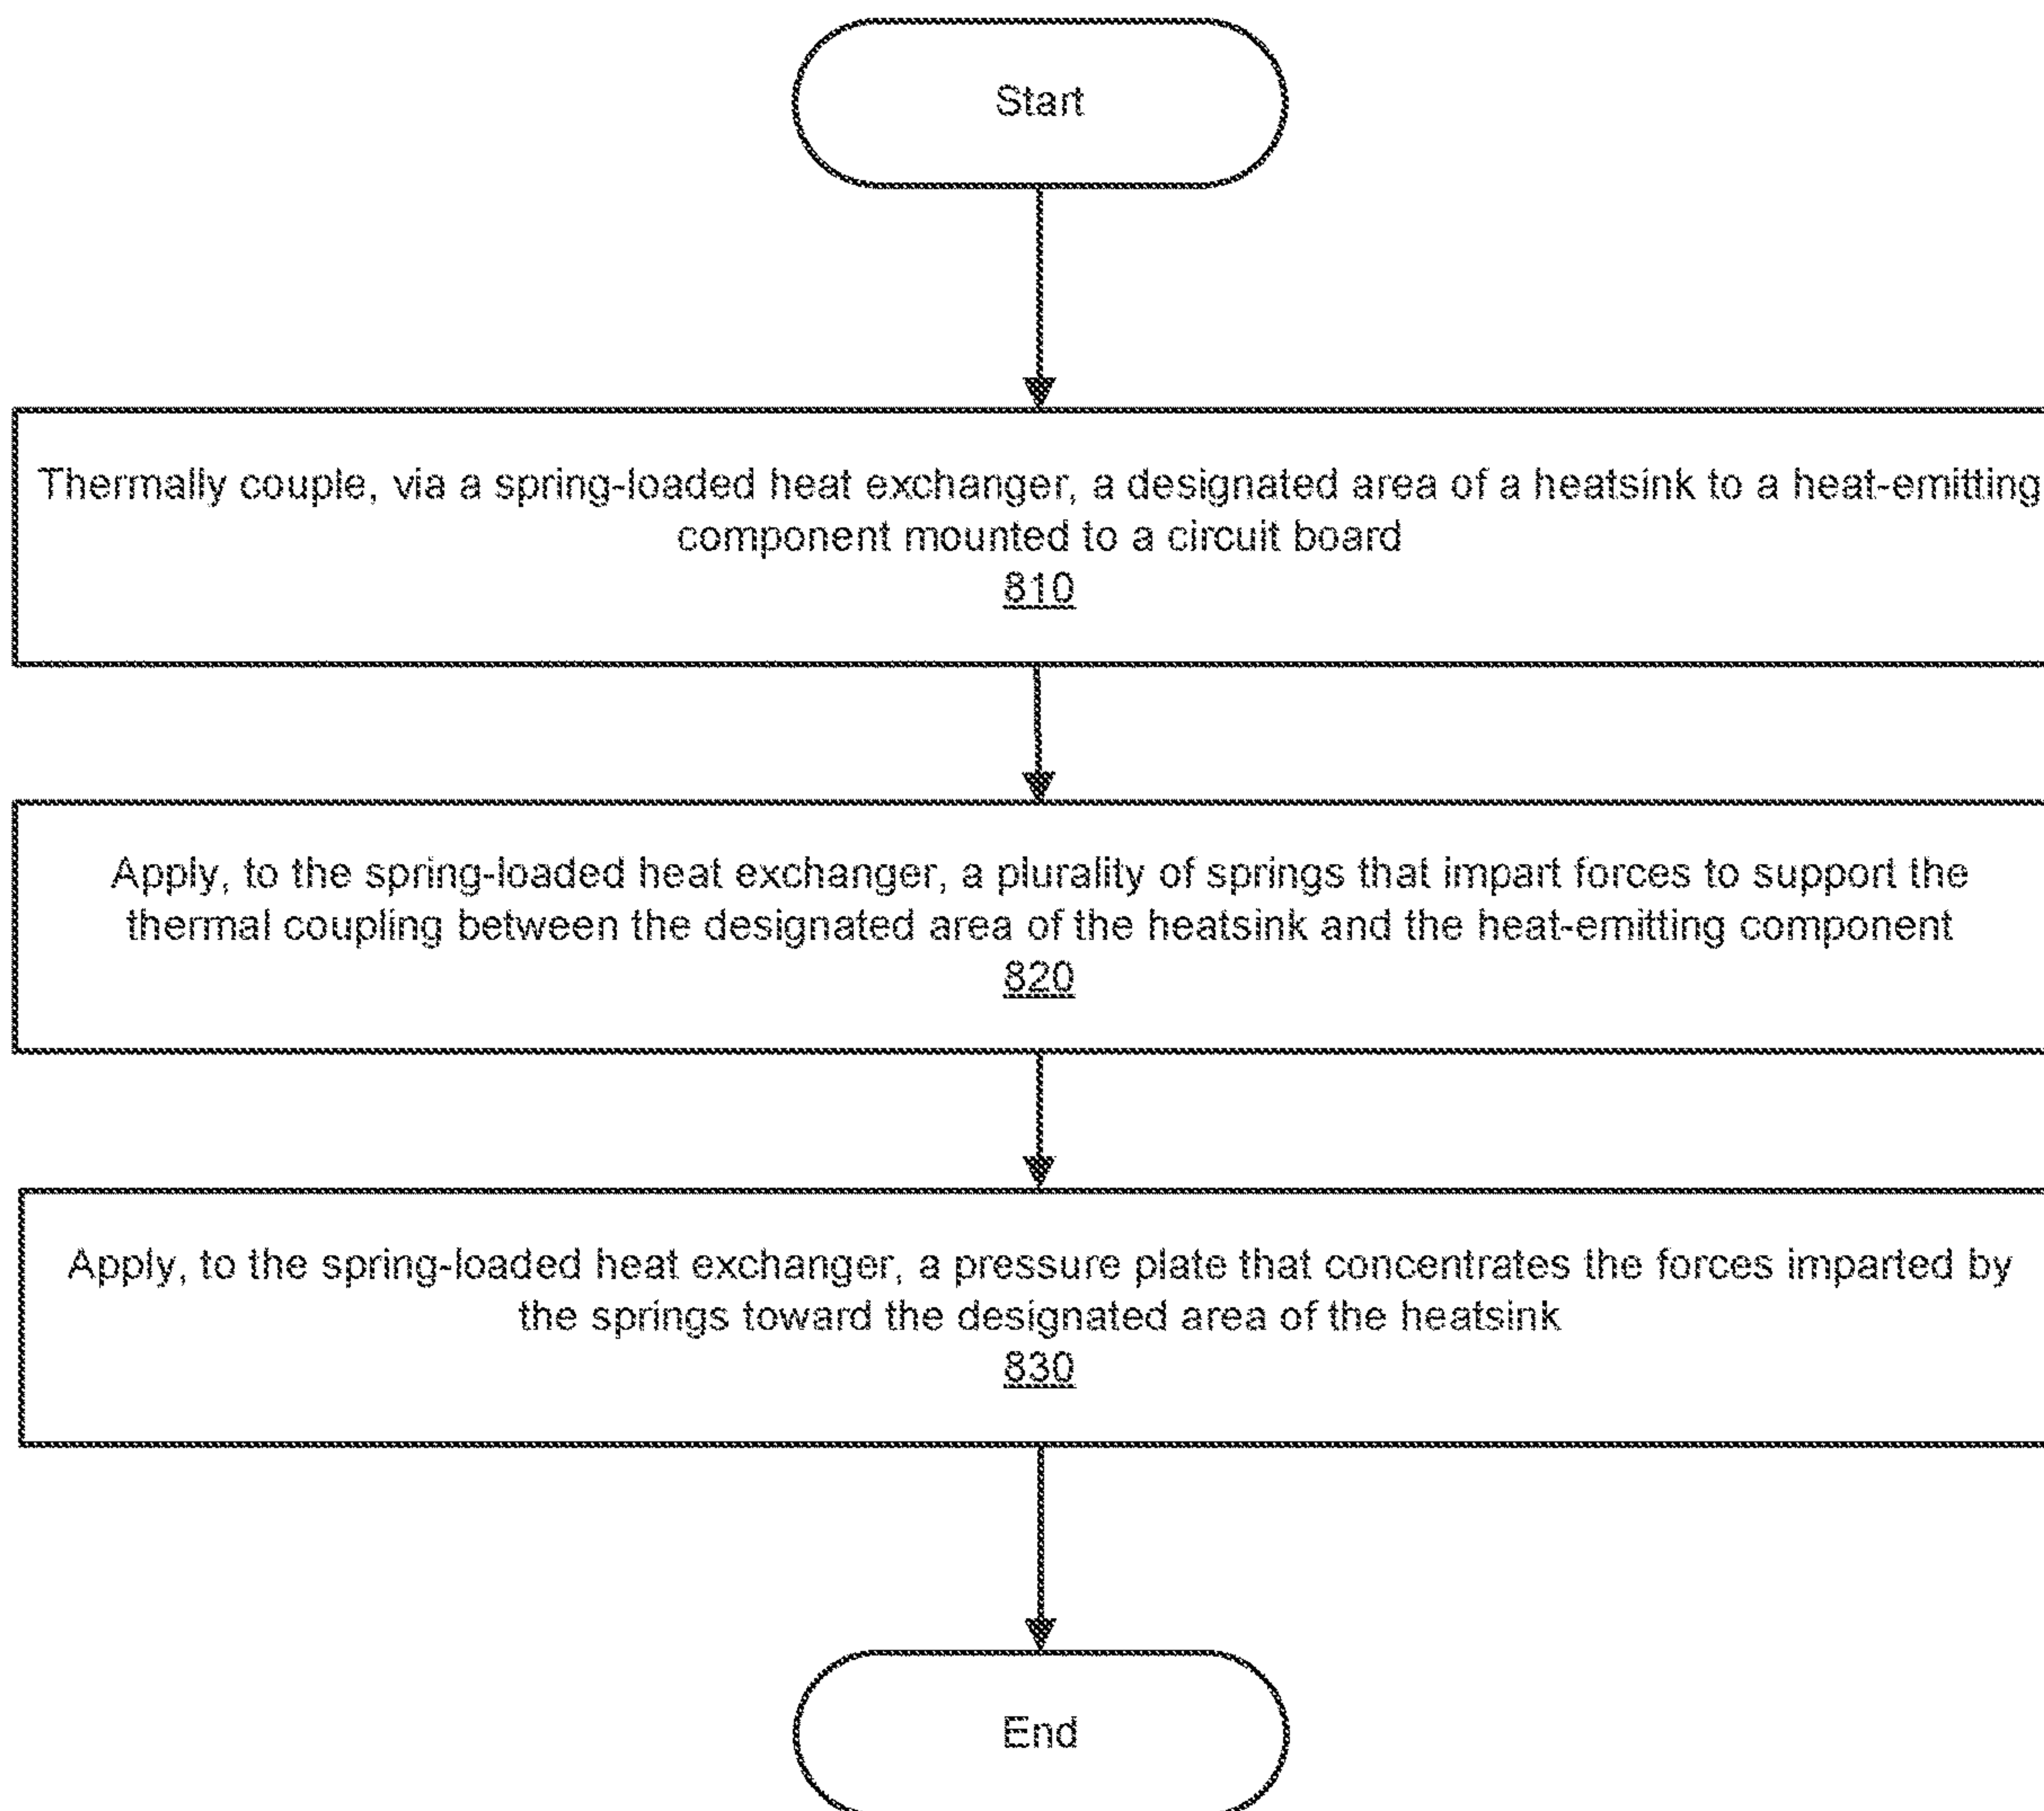 Start
Thermally couple, via a spring-loaded heat exchanger, a designated area of a heatsink to a heat-emitting
component mounted to a circuit board
810
Apply, to the spring-loaded heat exchanger, a plurality of springs that impart forces to support the
thermal coupling between the designated area of the heatsink and the heat-emitting component
820
Apply, to the spring-loaded heat exchanger, a pressure plate that concentrates the forces imparted by
the springs toward the designated area of the heatsink
830
End